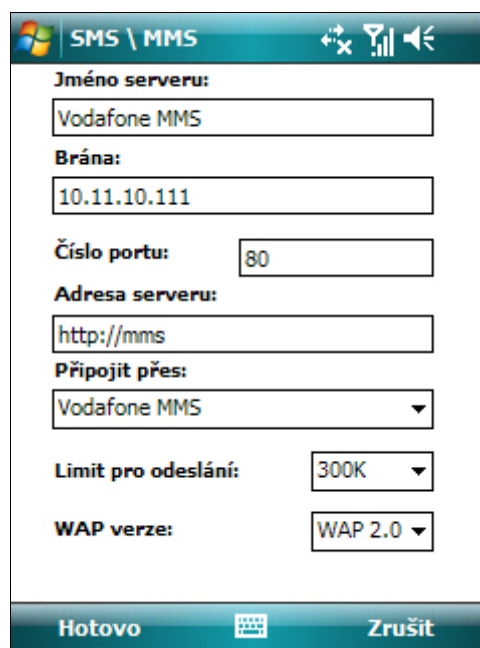 SMS \ MMS
Jméno serveru:
Vodafone MMS
Brána:
10.11.10.111
Číslo portu: 80
Adresa serveru:
http://mms
Připojit přes:
Vodafone MMS
Limit pro odeslání: 300K
WAP verze: WAP 2.0
Hotovo Zrušit